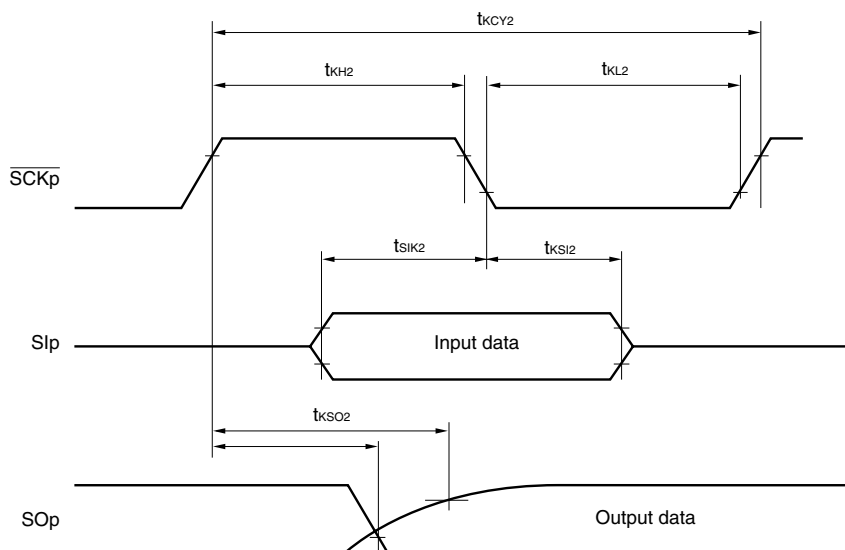 tKCY2
tKH2
tKL2
SCKp
tSIK2
tKSI2
SIp
Input data
tKSO2
SOp
Output data